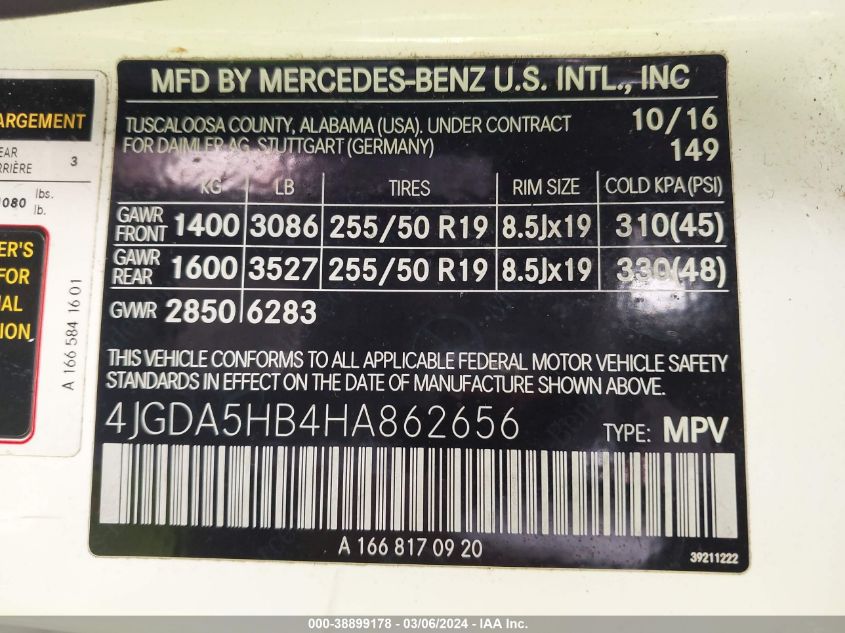 ARGEMENT
EAR
RRIÈRE 3
1080 lbs.
lb.
ER'S
FOR
IAL
TION,
A 166 584 16 01
MFD BY MERCEDES-BENZ U.S. INTL., INC
TUSCALOOSA COUNTY, ALABAMA (USA). UNDER CONTRACT 10/16
FOR DAIMLER AG, STUTTGART (GERMANY) 149
KG LB TIRES RIM SIZE COLD KPA (PSI)
GAWR FRONT 1400 3086 255/50 R19 8.5Jx19 310(45)
GAWR REAR 1600 3527 255/50 R19 8.5Jx19 330(48)
GVWR 2850 6283
THIS VEHICLE CONFORMS TO ALL APPLICABLE FEDERAL MOTOR VEHICLE SAFETY
STANDARDS IN EFFECT ON THE DATE OF MANUFACTURE SHOWN ABOVE.
4JGDA5HB4HA862656 TYPE: MPV
A 166 817 09 20
39211222
000-38899178 - 03/06/2024 - IAA Inc.